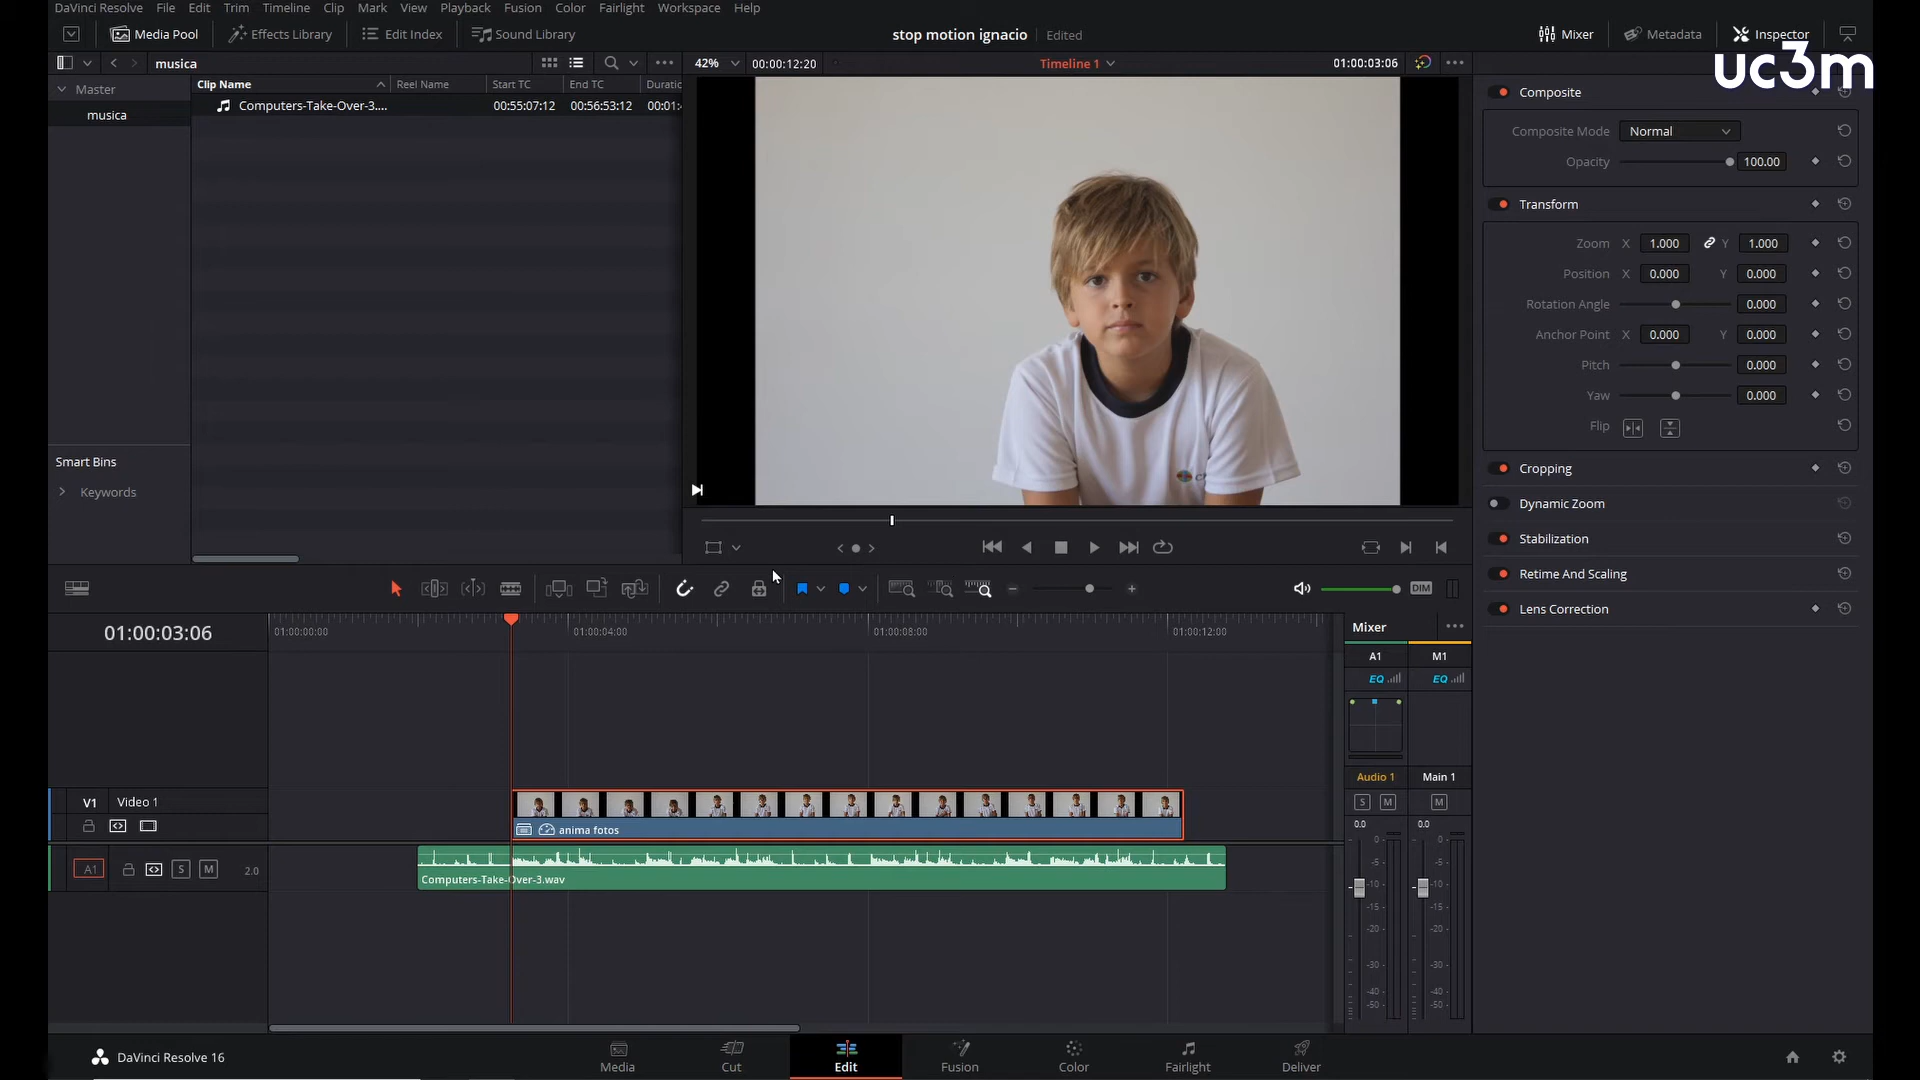 DaVinci Resolve File Edit Trim Timeline Clip Mark View Playback Fusion Color Fairlight Workspace Help
Media Pool Effects Library Edit Index Sound Library stop motion ignacio Edited Mixer Metadata Inspector
uc3m
musica 42% 00:00:12:20 Timeline 1 01:00:03:06
Clip Name Reel Name Start TC End TC Duratio
Master
musica
Computers-Take-Over-3.... 00:55:07:12 00:56:53:12 00:01:4
Smart Bins
Keywords
Composite
Composite Mode Normal
Opacity 100.00
Transform
Zoom X 1.000 Y 1.000
Position X 0.000 Y 0.000
Rotation Angle 0.000
Anchor Point X 0.000 Y 0.000
Pitch 0.000
Yaw 0.000
Flip
Cropping
Dynamic Zoom
Stabilization
Retime And Scaling
Lens Correction
DIM
01:00:03:06 01:00:00:00 01:00:04:00 01:00:08:00 01:00:12:00
V1 Video 1
anima fotos
A1 S M 2.0
Computers-Take-Over-3.wav
Mixer
A1 M1
EQ EQ
Audio 1 Main 1
S M M
0.0 0.0
0 0
-5 -5
-10 -10
-15 -15
-20 -20
-30 -30
-40 -40
-50 -50
DaVinci Resolve 16 Media Cut Edit Fusion Color Fairlight Deliver